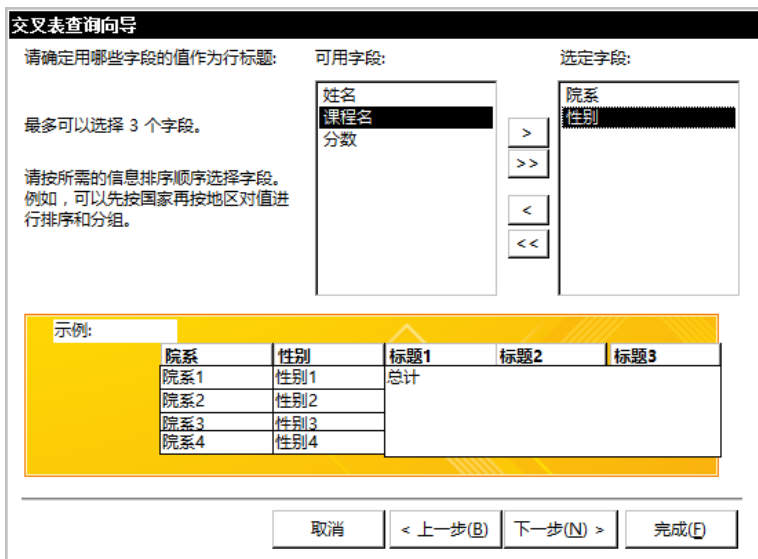 交叉表查询向导
请确定用哪些字段的值作为行标题:
最多可以选择 3 个字段。
请按所需的信息排序顺序选择字段。
例如，可以先按国家再按地区对值进
行排序和分组。
可用字段:
姓名
课程名
分数
>
>>
<
<<
选定字段:
院系
性别
示例:
院系 性别 标题1 标题2 标题3
院系1 性别1 总计
院系2 性别2
院系3 性别3
院系4 性别4
取消 < 上一步(B) 下一步(N) > 完成(F)